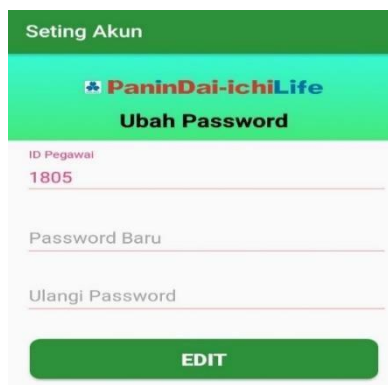 Seting Akun
PaninDai-ichiLife
Ubah Password
ID Pegawai
1805
Password Baru
Ulangi Password
EDIT